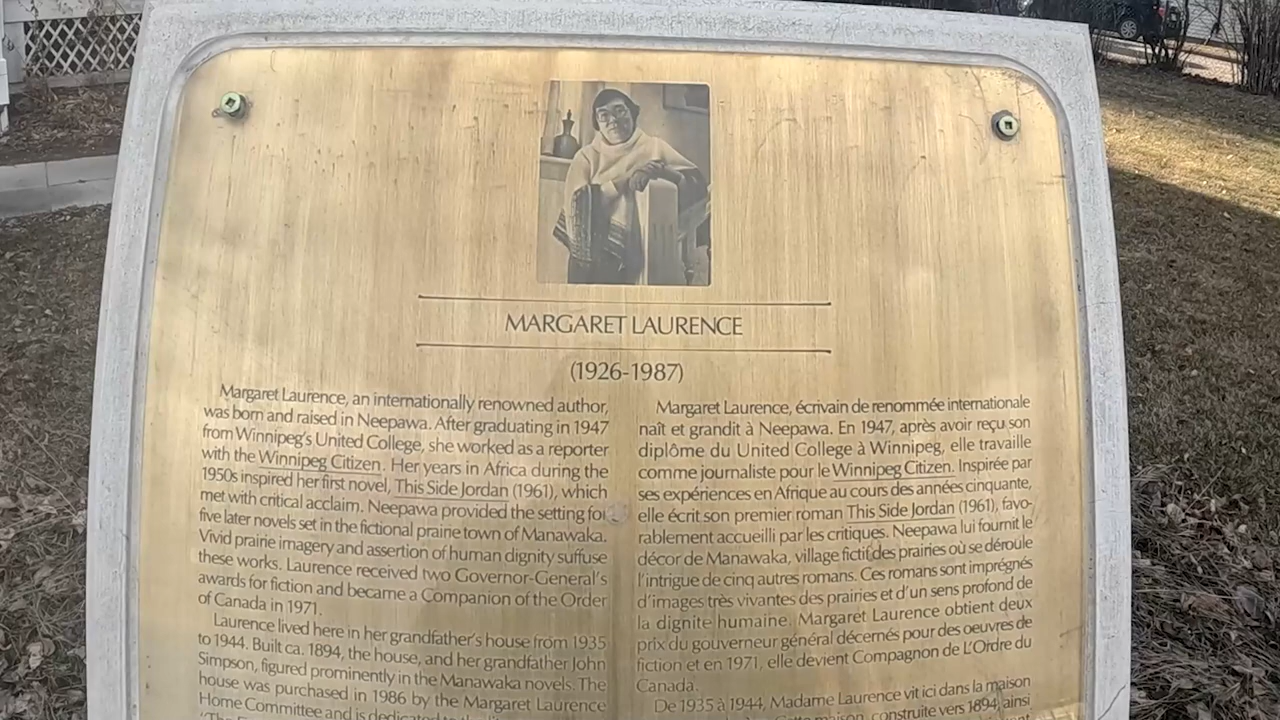 MARGARET LAURENCE
(1926-1987)
Margaret Laurence, an internationally renowned author,
was born and raised in Neepawa. After graduating in 1947
from Winnipeg's United College, she worked as a reporter
with the Winnipeg Citizen. Her years in Africa during the
1950s inspired her first novel, This Side Jordan (1961), which
met with critical acclaim. Neepawa provided the setting for
five later novels set in the fictional prairie town of Manawaka.
Vivid prairie imagery and assertion of human dignity suffuse
these works. Laurence received two Governor-General's
awards for fiction and became a Companion of the Order
of Canada in 1971.
Laurence lived here in her grandfather's house from 1935
to 1944. Built ca. 1894, the house, and her grandfather John
Simpson, figured prominently in the Manawaka novels. The
house was purchased in 1986 by the Margaret Laurence
Home Committee and is dedicated to the
Margaret Laurence, écrivain de renommée internationale
naît et grandit à Neepawa. En 1947, après avoir reçu son
diplôme du United College à Winnipeg, elle travaille
comme journaliste pour le Winnipeg Citizen. Inspirée par
ses expériences en Afrique au cours des années cinquante,
elle écrit son premier roman This Side Jordan (1961), favo-
rablement accueilli par les critiques. Neepawa lui fournit le
décor de Manawaka, village fictif des prairies où se déroule
l'intrigue de cinq autres romans. Ces romans sont imprégnés
d'images très vivantes des prairies et d'un sens profond de
la dignite humaine. Margaret Laurence obtient deux
prix du gouverneur général décernés pour des oeuvres de
fiction et en 1971, elle devient Compagnon de L'Ordre du
Canada.
De 1935 à 1944, Madame Laurence vit ici dans la maison
maison, construite vers 1894, ainsi